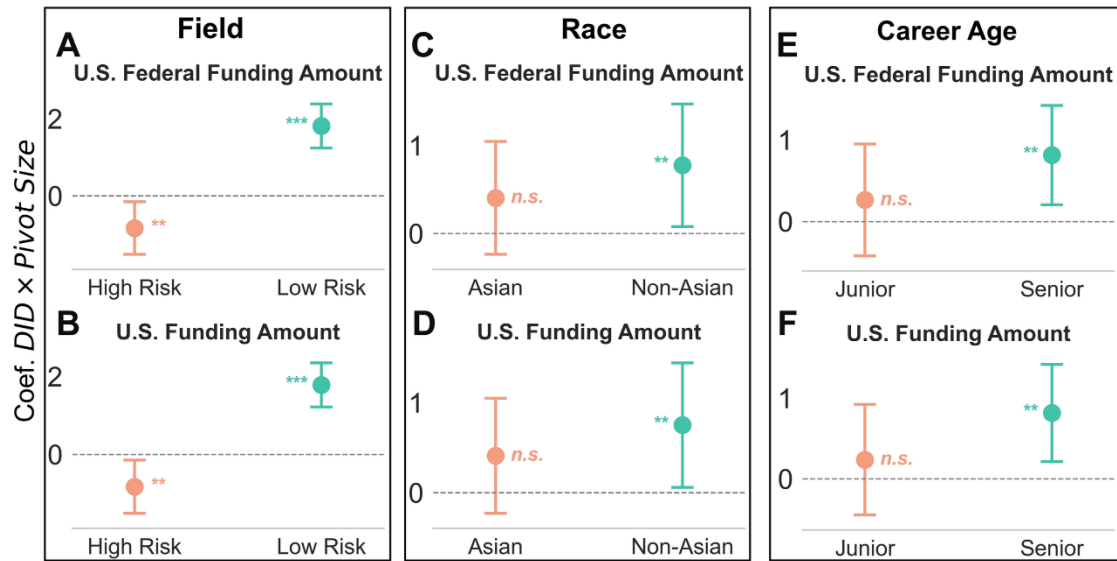 Coef. DID × Pivot Size
A
Field
U.S. Federal Funding Amount
2
0
***
**
High Risk
Low Risk
B
U.S. Funding Amount
2
0
***
**
High Risk
Low Risk
C
Race
U.S. Federal Funding Amount
1
0
n.s.
**
Asian
Non-Asian
D
U.S. Funding Amount
1
0
n.s.
**
Asian
Non-Asian
E
Career Age
U.S. Federal Funding Amount
1
0
n.s.
**
Junior
Senior
F
U.S. Funding Amount
1
0
n.s.
**
Junior
Senior